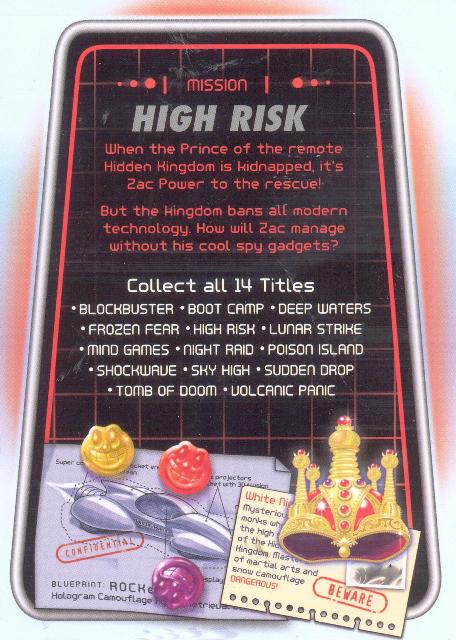 MISSION
HIGH RISK
When the Prince of the remote
Hidden Kingdom is kidnapped, it's
Zac Power to the rescue!
But the Kingdom bans all modern
technology. How will Zac manage
without his cool spy gadgets?
Collect all 14 Titles
• BLOCKBUSTER • BOOT CAMP • DEEP WATERS
• FROZEN FEAR • HIGH RISK • LUNAR STRIKE
• MIND GAMES • NIGHT RAID • POISON ISLAND
• SHOCKWAVE • SKY HIGH • SUDDEN DROP
• TOMB OF DOOM • VOLCANIC PANIC
Super
projectors
CONFIDENTIAL
BLUEPRINT:
Hologram Camouflage
White
Mysterious
monks
the high
of the
Kingdom.
of martial arts and
snow camouflage
DANGEROUS!
BEWARE